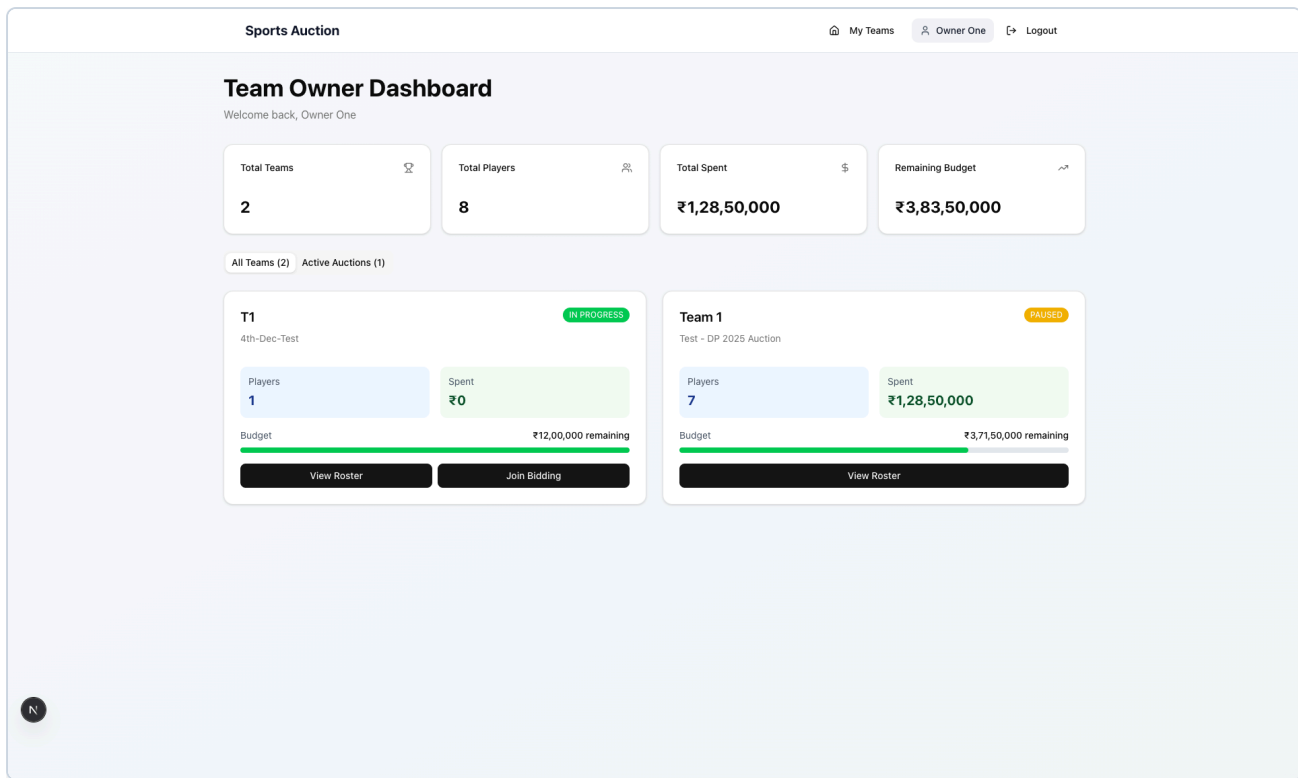 Sports Auction
My Teams
Owner One
Logout
Team Owner Dashboard
Welcome back, Owner One
Total Teams
2
Total Players
8
Total Spent
₹1,28,50,000
Remaining Budget
₹3,83,50,000
All Teams (2)
Active Auctions (1)
T1
IN PROGRESS
4th-Dec-Test
Players
1
Spent
₹0
Budget
₹12,00,000 remaining
View Roster
Join Bidding
Team 1
PAUSED
Test - DP 2025 Auction
Players
7
Spent
₹1,28,50,000
Budget
₹3,71,50,000 remaining
View Roster
N